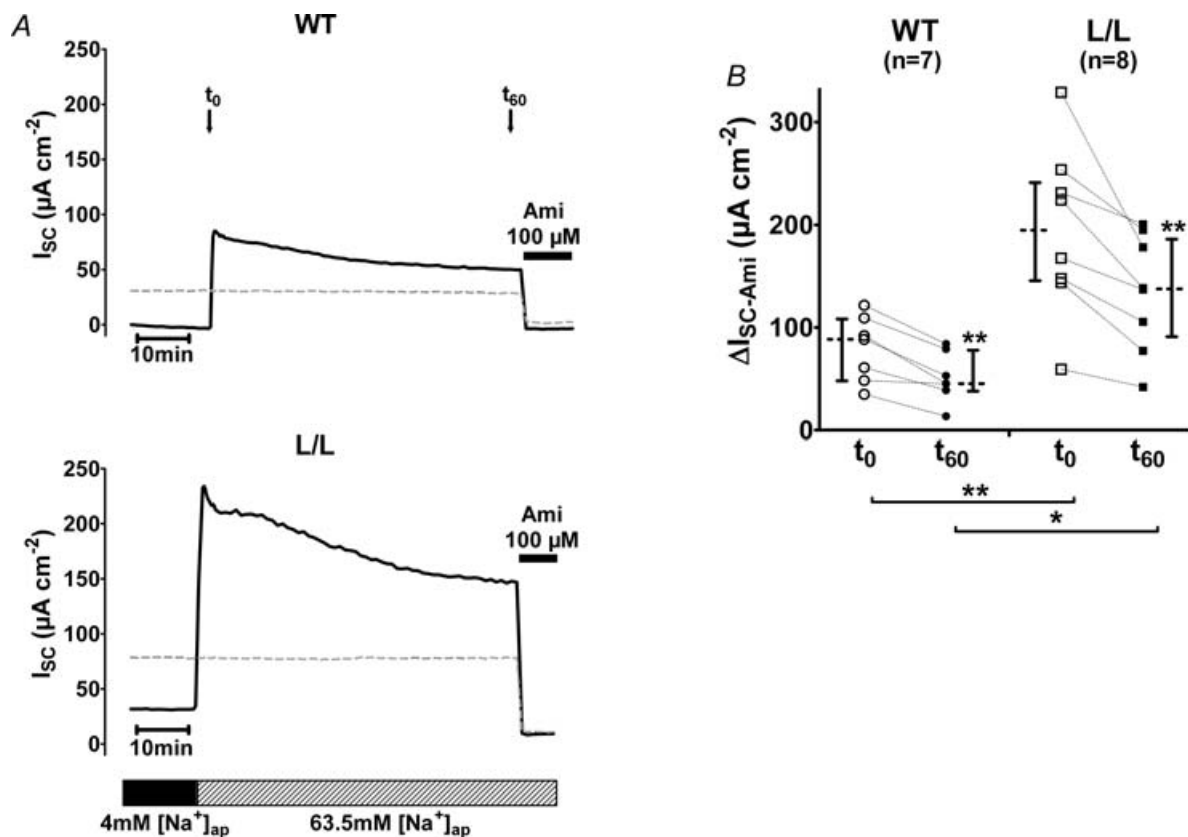 A
WT
250
200
150
100
50
0
I_SC (µA cm⁻²)
t₀
t₆₀
Ami
100 µM
10min
L/L
250
200
150
100
50
0
I_SC (µA cm⁻²)
Ami
100 µM
10min
4mM [Na⁺]ap
63.5mM [Na⁺]ap
B
WT
(n=7)
L/L
(n=8)
300
200
100
0
ΔI_SC-Ami (µA cm⁻²)
**
**
t₀
t₆₀
t₀
t₆₀
**
*